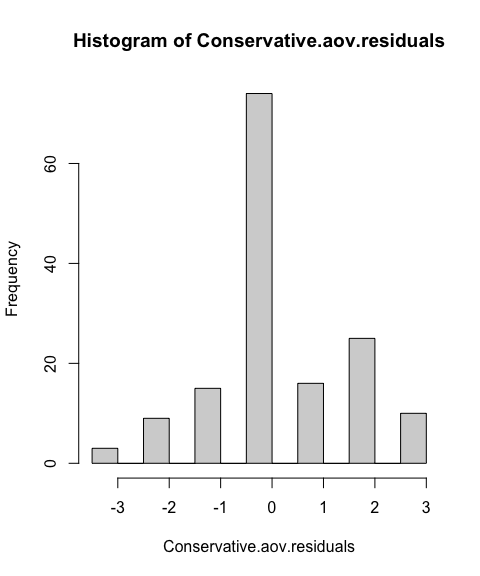 Histogram of Conservative.aov.residuals
Frequency
60
40
20
0
-3 -2 -1 0 1 2 3
Conservative.aov.residuals